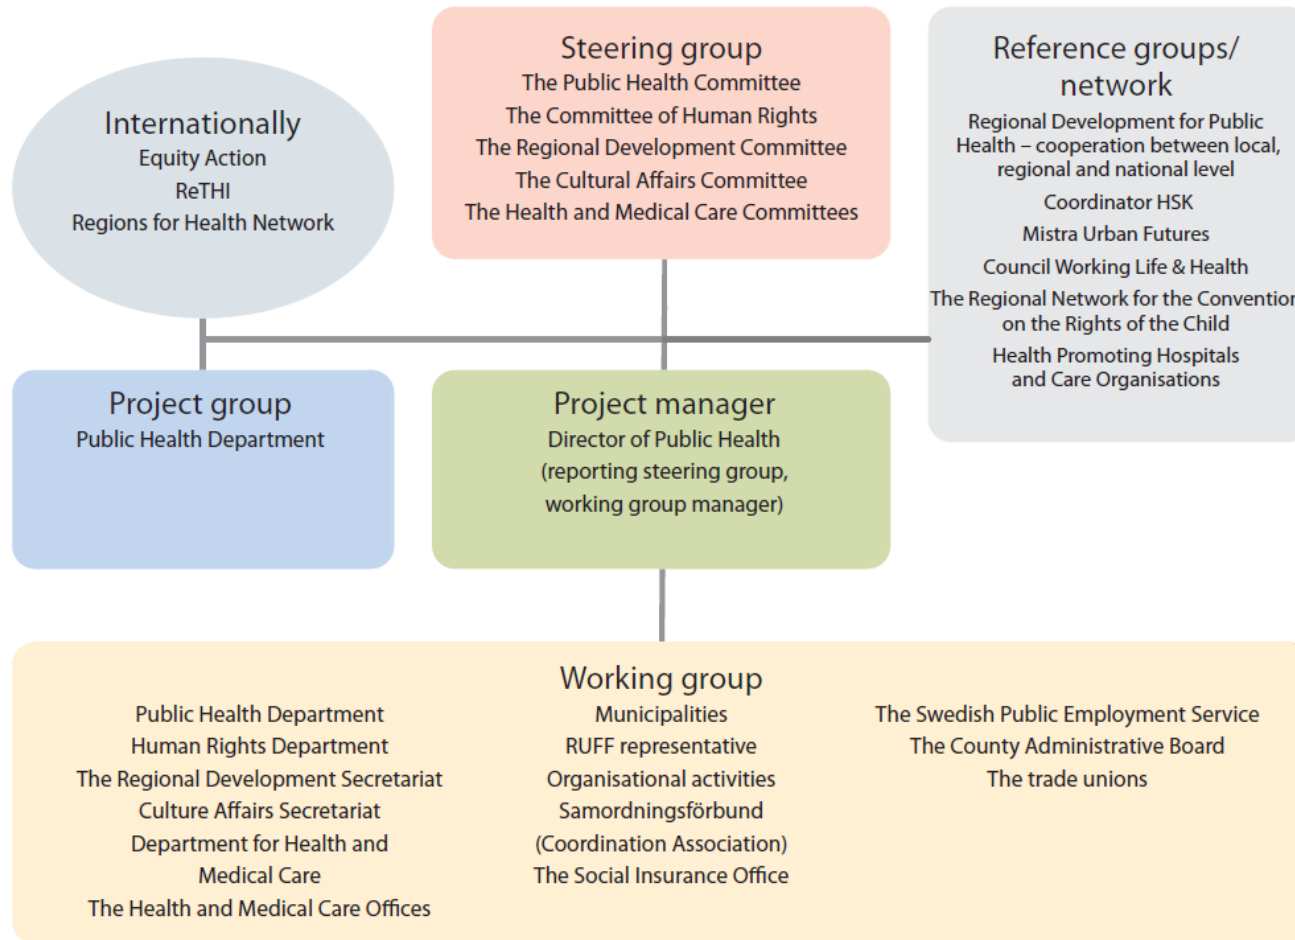 Internationally
Equity Action
ReTHI
Regions for Health Network
Steering group
The Public Health Committee
The Committee of Human Rights
The Regional Development Committee
The Cultural Affairs Committee
The Health and Medical Care Committees
Reference groups/
network
Regional Development for Public
Health – cooperation between local,
regional and national level
Coordinator HSK
Mistra Urban Futures
Council Working Life & Health
The Regional Network for the Convention
on the Rights of the Child
Health Promoting Hospitals
and Care Organisations
Project group
Public Health Department
Project manager
Director of Public Health
(reporting steering group,
working group manager)
Working group
Public Health Department
Human Rights Department
The Regional Development Secretariat
Culture Affairs Secretariat
Department for Health and
Medical Care
The Health and Medical Care Offices
Municipalities
RUFF representative
Organisational activities
Samordningsförbund
(Coordination Association)
The Social Insurance Office
The Swedish Public Employment Service
The County Administrative Board
The trade unions